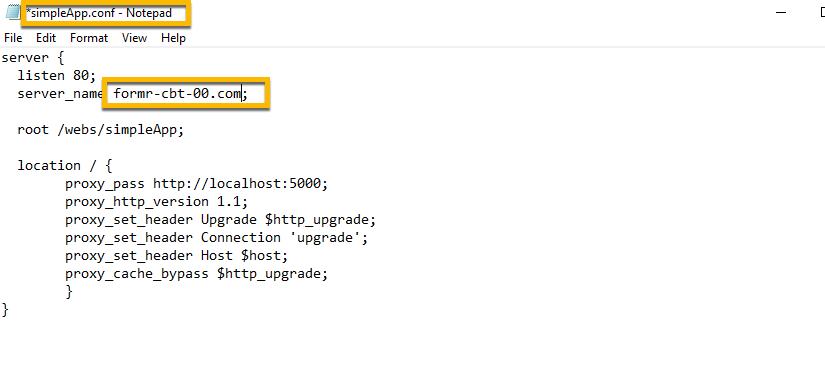 *simpleApp.conf - Notepad
File Edit Format View Help
server {
listen 80;
server_name formr-cbt-00.com;
root /webs/simpleApp;
location / {
proxy_pass http://localhost:5000;
proxy_http_version 1.1;
proxy_set_header Upgrade $http_upgrade;
proxy_set_header Connection 'upgrade';
proxy_set_header Host $host;
proxy_cache_bypass $http_upgrade;
}
}